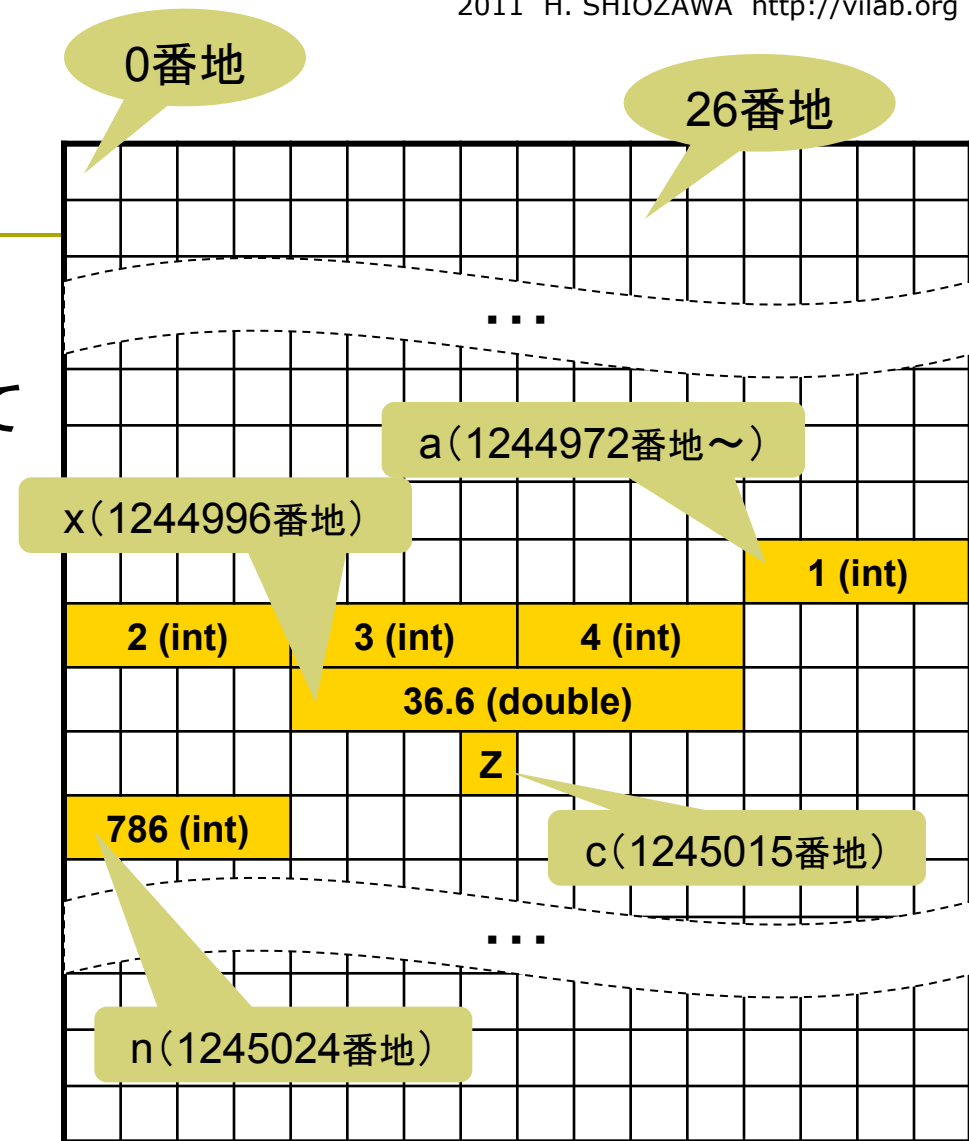 2011 H. SHIOZAWA http://vilab.org
0番地
26番地
...
て
a(1244972番地～)
x(1244996番地)
1 (int)
2 (int) 3 (int) 4 (int)
36.6 (double)
Z
786 (int)
c(1245015番地)
...
n(1245024番地)